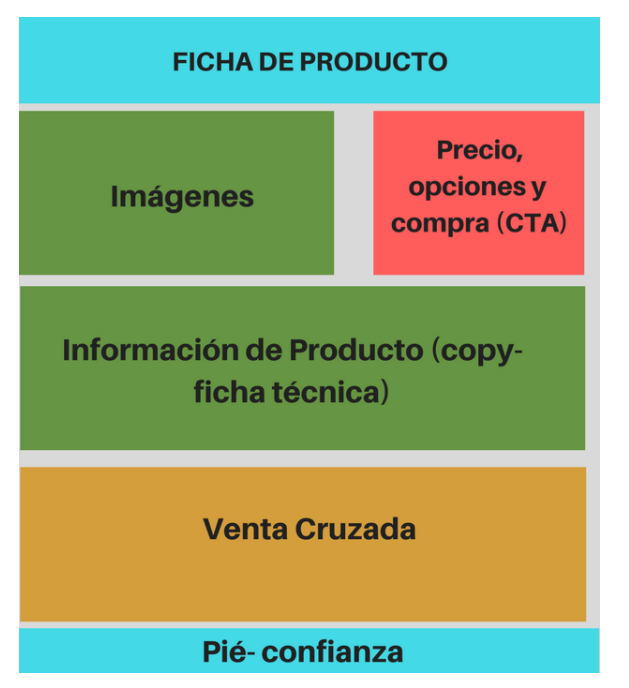 FICHA DE PRODUCTO
Imágenes
Precio,
opciones y
compra (CTA)
Información de Producto (copy-
ficha técnica)
Venta Cruzada
Pié- confianza